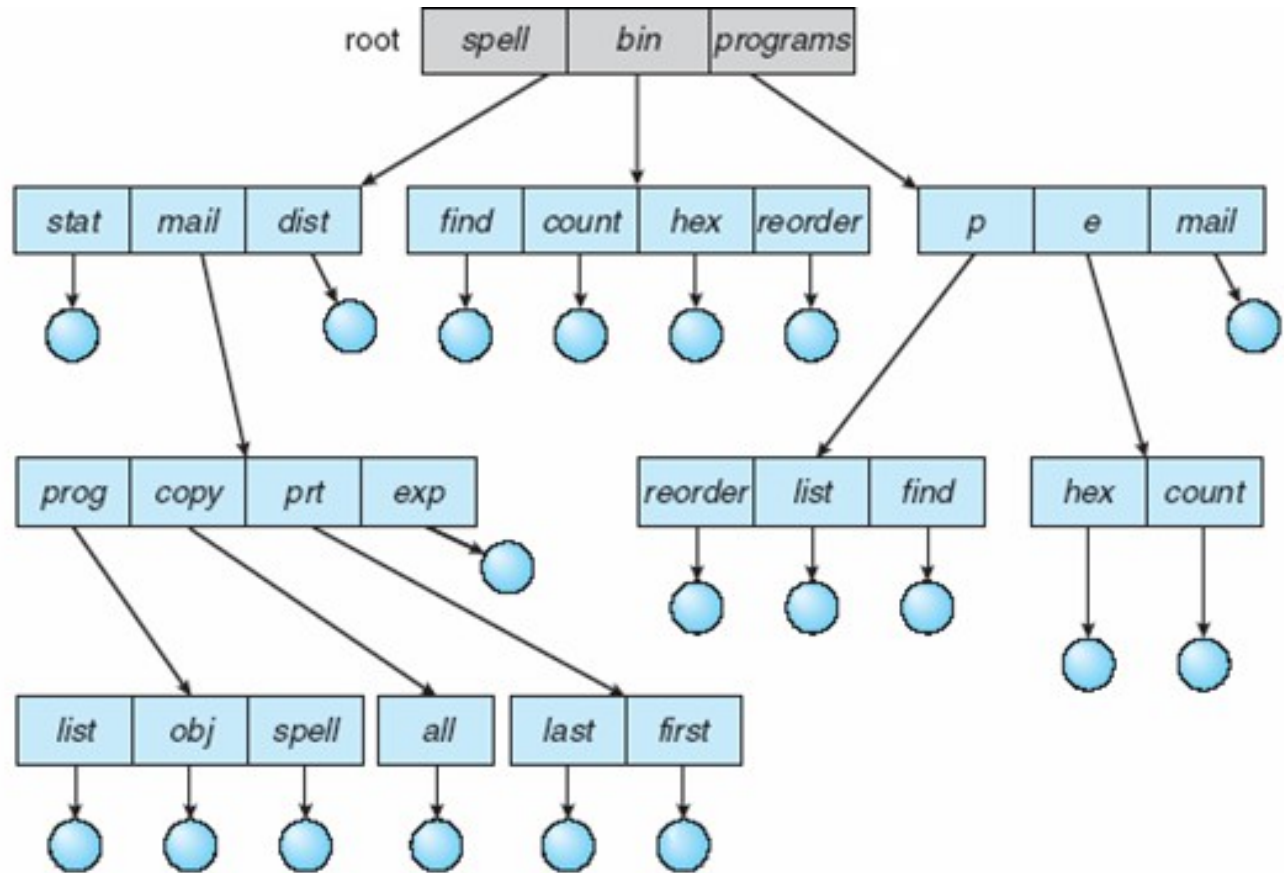 root spell bin programs
stat mail dist find count hex reorder p e mail
prog copy prt exp reorder list find hex count
list obj spell all last first